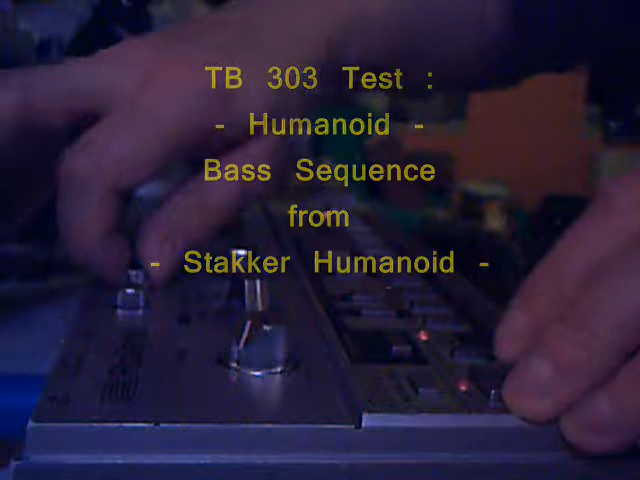 TB 303 Test :
- Humanoid -
Bass Sequence
from
- Stakker Humanoid -